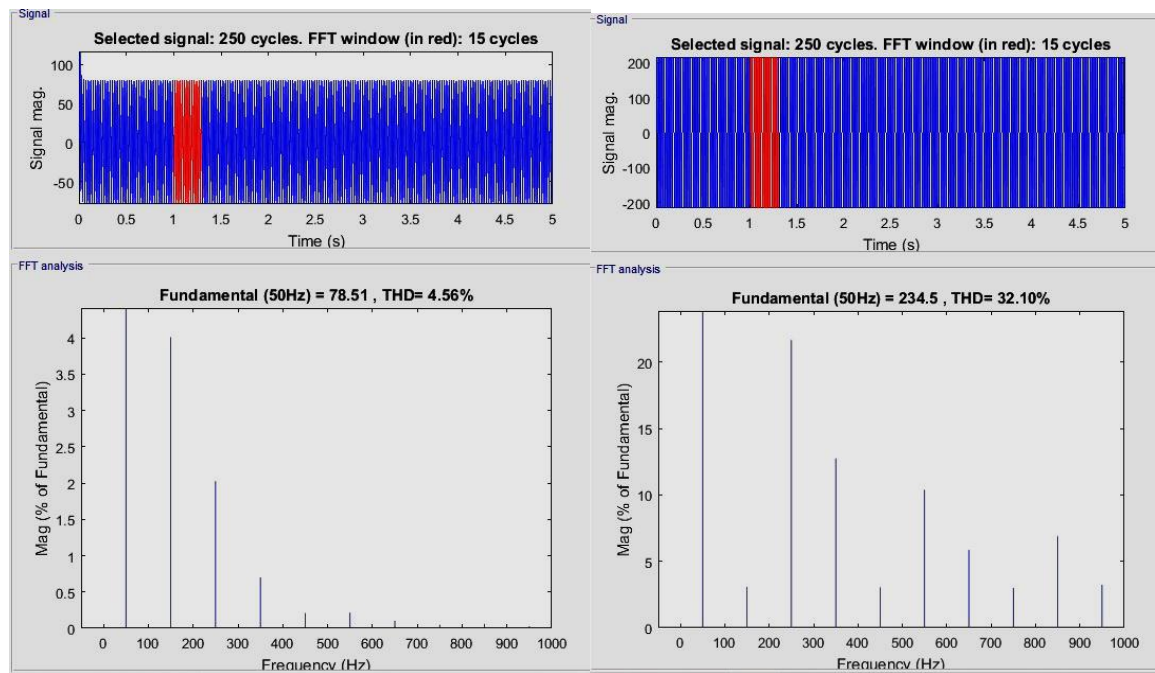 Signal
Selected signal: 250 cycles. FFT window (in red): 15 cycles
Signal mag.
100
50
0
-50
0 0.5 1 1.5 2 2.5 3 3.5 4 4.5 5
Time (s)
FFT analysis
Fundamental (50Hz) = 78.51 , THD= 4.56%
Mag (% of Fundamental)
4
3.5
3
2.5
2
1.5
1
0.5
0
0 100 200 300 400 500 600 700 800 900 1000
Frequency (Hz)
Signal
Selected signal: 250 cycles. FFT window (in red): 15 cycles
Signal mag.
200
100
0
-100
-200
0 0.5 1 1.5 2 2.5 3 3.5 4 4.5 5
Time (s)
FFT analysis
Fundamental (50Hz) = 234.5 , THD= 32.10%
Mag (% of Fundamental)
20
15
10
5
0
0 100 200 300 400 500 600 700 800 900 1000
Frequency (Hz)